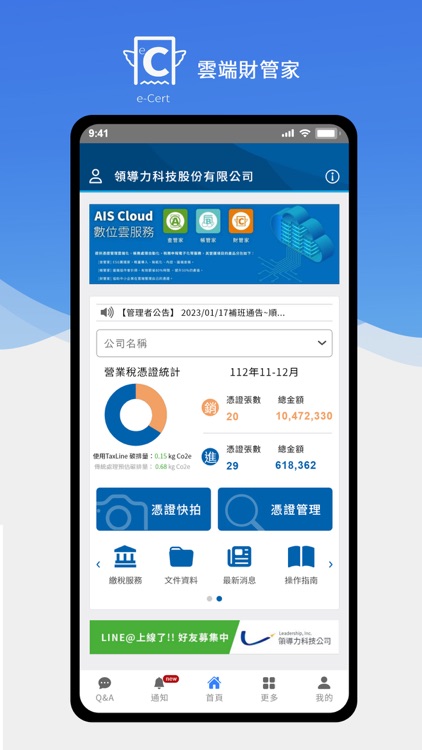 e
C
e-Cert
雲端財管家
9:41
領導力科技股份有限公司
AIS Cloud
數位雲服務
客管家
帳管家
財管家
【管理者公告】 2023/01/17補班通告~順...
公司名稱
營業稅憑證統計
112年11-12月
銷
憑證張數
總金額
20
10,472,330
進
憑證張數
總金額
29
618,362
使用TaxLine 碳排量：0.15 kg Co2e
傳統處理預估碳排量： 0.68 kg Co2e
憑證快拍
憑證管理
繳稅服務
文件資料
最新消息
操作指南
LINE@上線了!! 好友募集中
Leadership, Inc.
領導力科技公司
new
Q&A
通知
首頁
更多
我的